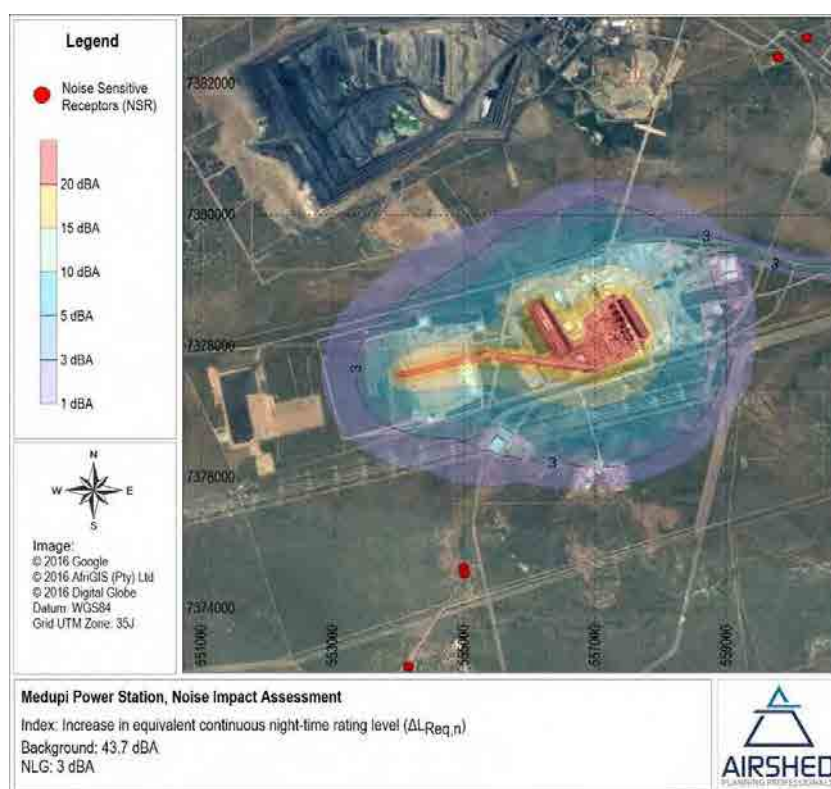 Legend
Noise Sensitive
Receptors (NSR)
20 dBA
15 dBA
10 dBA
5 dBA
3 dBA
1 dBA
N
W
E
S
Image:
© 2016 Google
© 2016 AfriGIS (Pty) Ltd
© 2016 Digital Globe
Datum: WGS84
Grid UTM Zone: 35J
7382000
7380000
7378000
7376000
7374000
551000
553000
555000
557000
559000
3
3
3
3
Medupi Power Station, Noise Impact Assessment
Index: Increase in equivalent continuous night-time rating level (ΔLReq,n)
Background: 43.7 dBA
NLG: 3 dBA
AIRSHED
PLANNING PROFESSIONALS